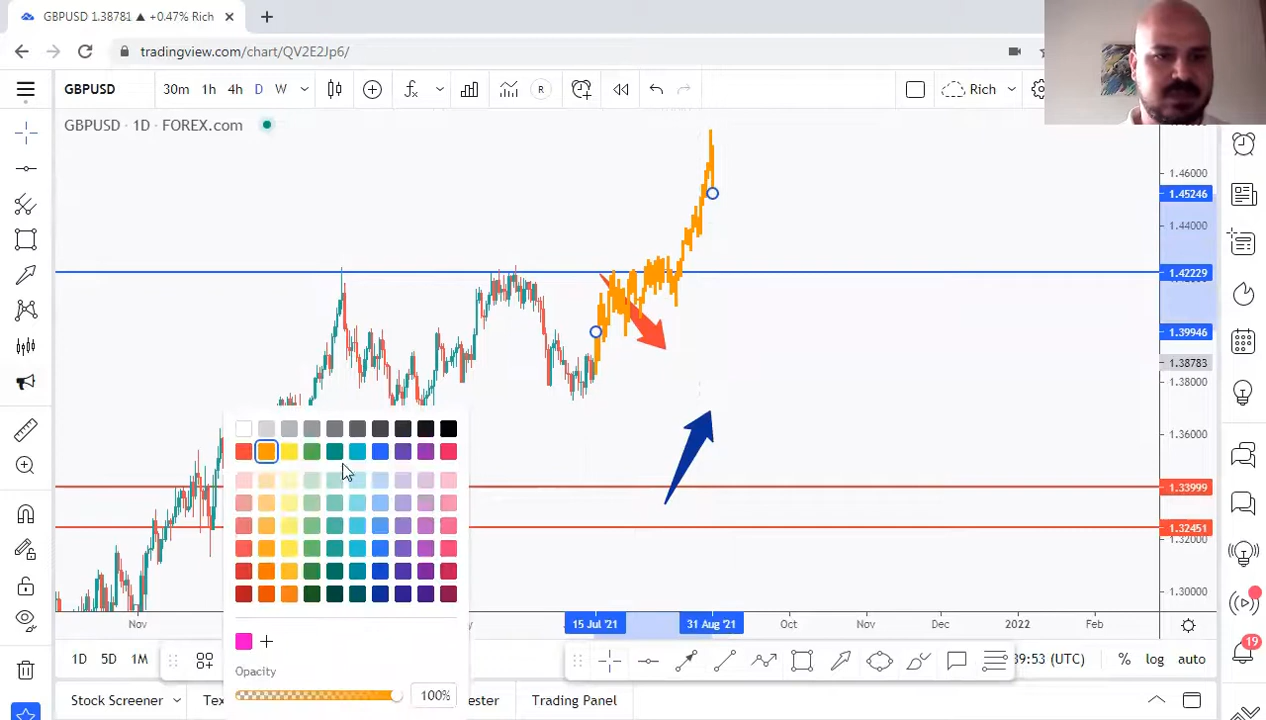 GBPUSD 1.38781 ▲ +0.47% Rich
tradingview.com/chart/QV2E2Jp6/
GBPUSD 30m 1h 4h D W R Rich
GBPUSD · 1D · FOREX.com
1.46000
1.45246
1.44000
1.42229
1.39946
1.38783
1.38000
1.36000
1.33999
1.32451
1.32000
1.30000
Nov 15 Jul '21 31 Aug '21 Oct Nov Dec 2022 Feb
1D 5D 1M :39:53 (UTC) % log auto
19
Opacity
100%
Stock Screener Tex ester Trading Panel